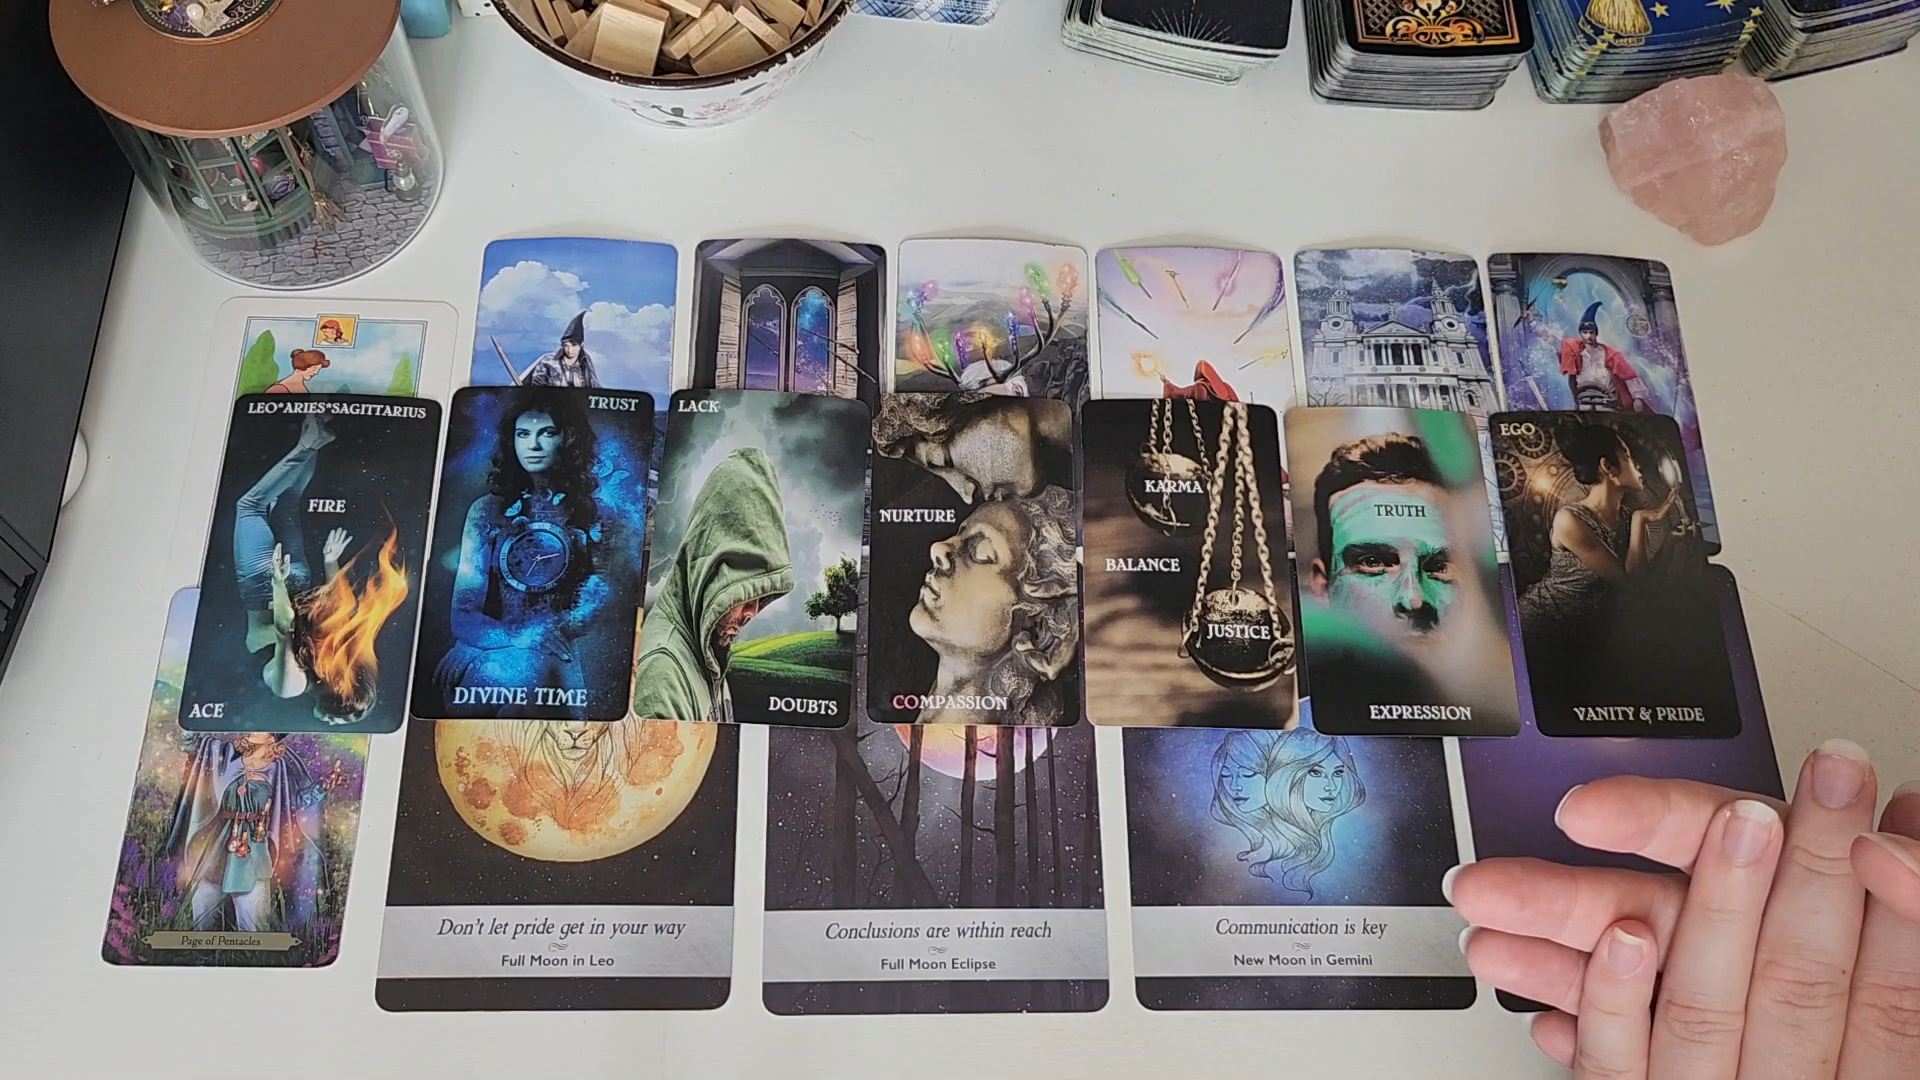 LEO*ARIES*SAGITTARIUS
FIRE
ACE
TRUST
DIVINE TIME
LACK
DOUBTS
NURTURE
COMPASSION
KARMA
BALANCE
JUSTICE
TRUTH
EXPRESSION
EGO
VANITY & PRIDE
Page of Pentacles
Don't let pride get in your way
Full Moon in Leo
Conclusions are within reach
Full Moon Eclipse
Communication is key
New Moon in Gemini